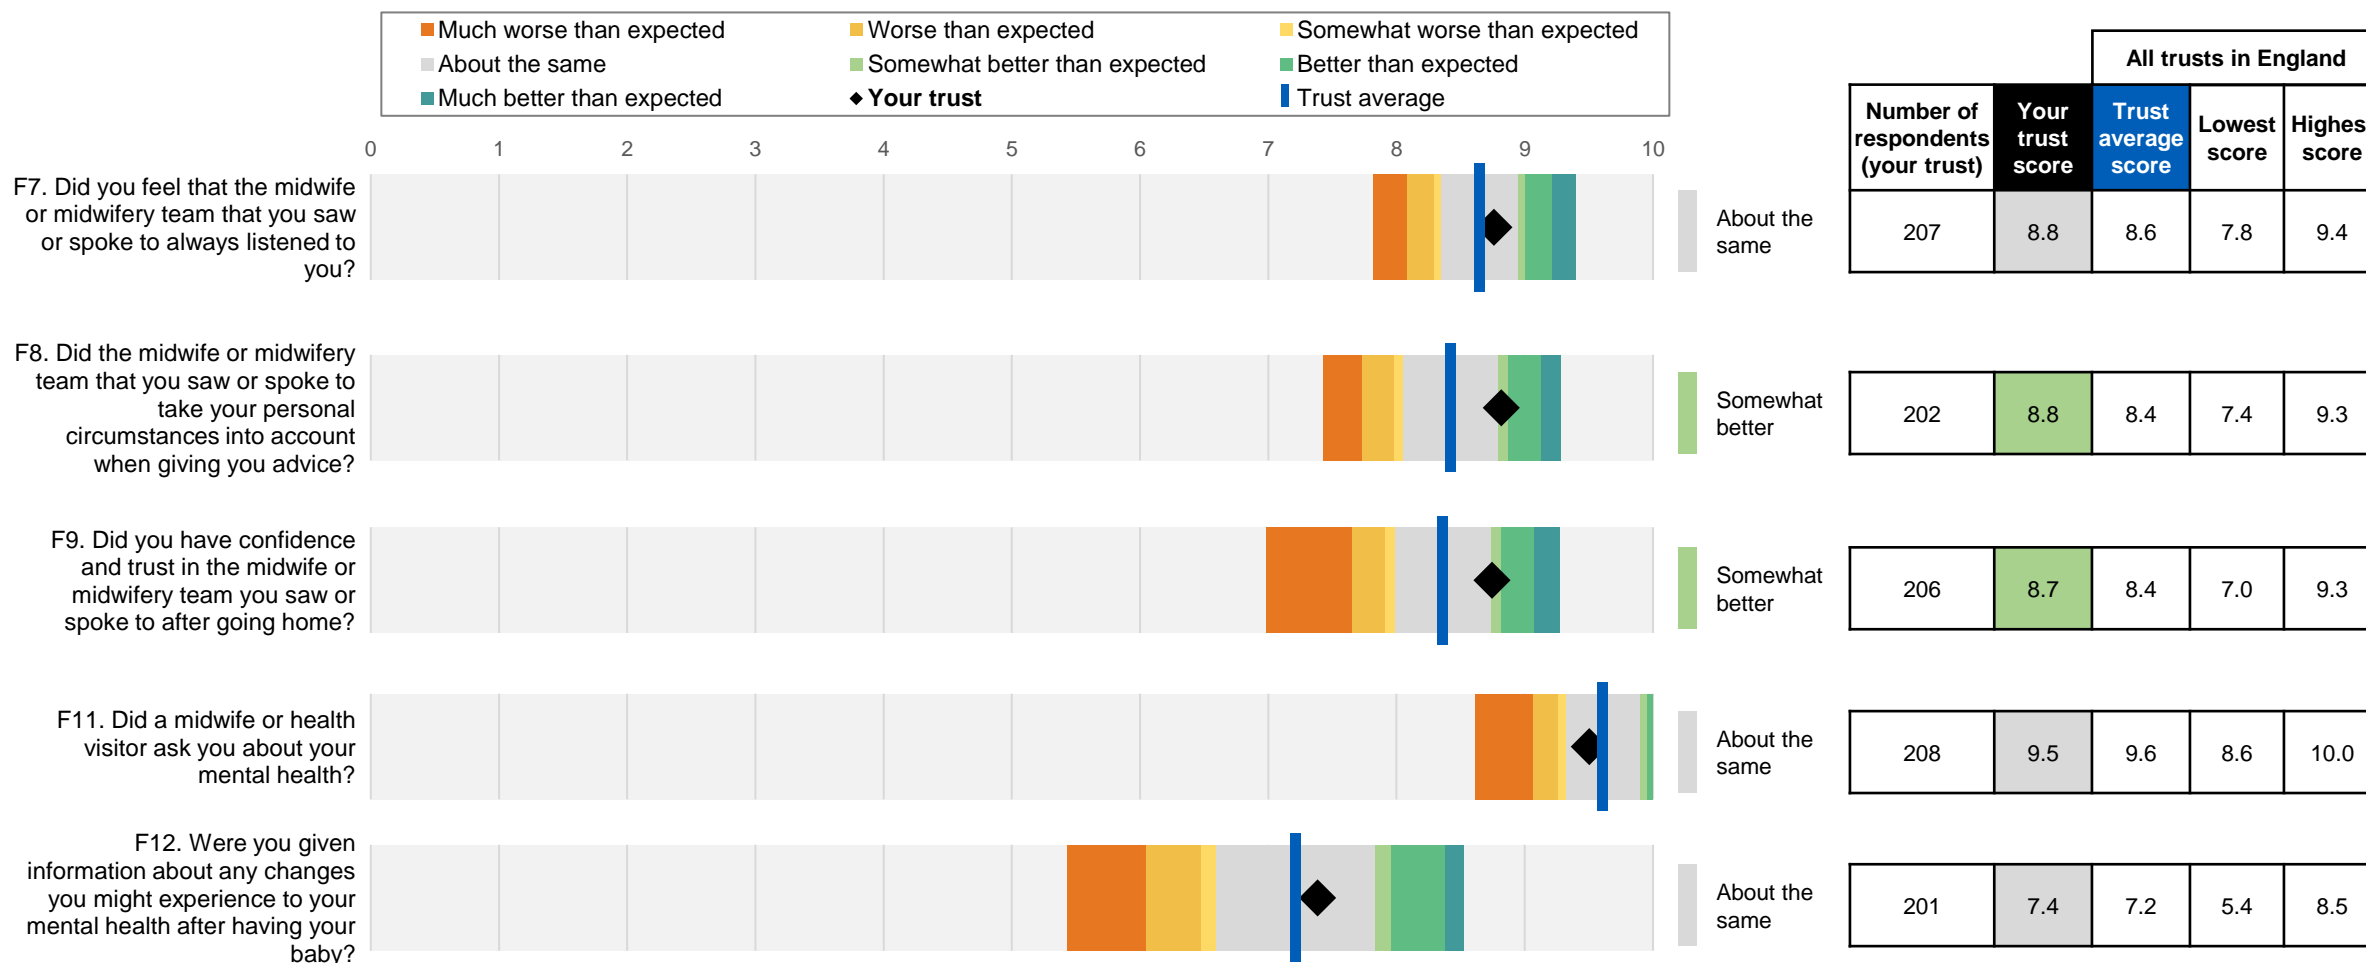 Much worse than expected
Worse than expected
Somewhat worse than expected
About the same
Somewhat better than expected
Better than expected
Much better than expected
Your trust
Trust average
All trusts in England
Number of
respondents
(your trust)
Your
trust
score
Trust
average
score
Lowest
score
Highes
score
0 1 2 3 4 5 6 7 8 9 10
F7. Did you feel that the midwife
or midwifery team that you saw
or spoke to always listened to
you?
About the
same
207 8.8 8.6 7.8 9.4
F8. Did the midwife or midwifery
team that you saw or spoke to
take your personal
circumstances into account
when giving you advice?
Somewhat
better
202 8.8 8.4 7.4 9.3
F9. Did you have confidence
and trust in the midwife or
midwifery team you saw or
spoke to after going home?
Somewhat
better
206 8.7 8.4 7.0 9.3
F11. Did a midwife or health
visitor ask you about your
mental health?
About the
same
208 9.5 9.6 8.6 10.0
F12. Were you given
information about any changes
you might experience to your
mental health after having your
baby?
About the
same
201 7.4 7.2 5.4 8.5